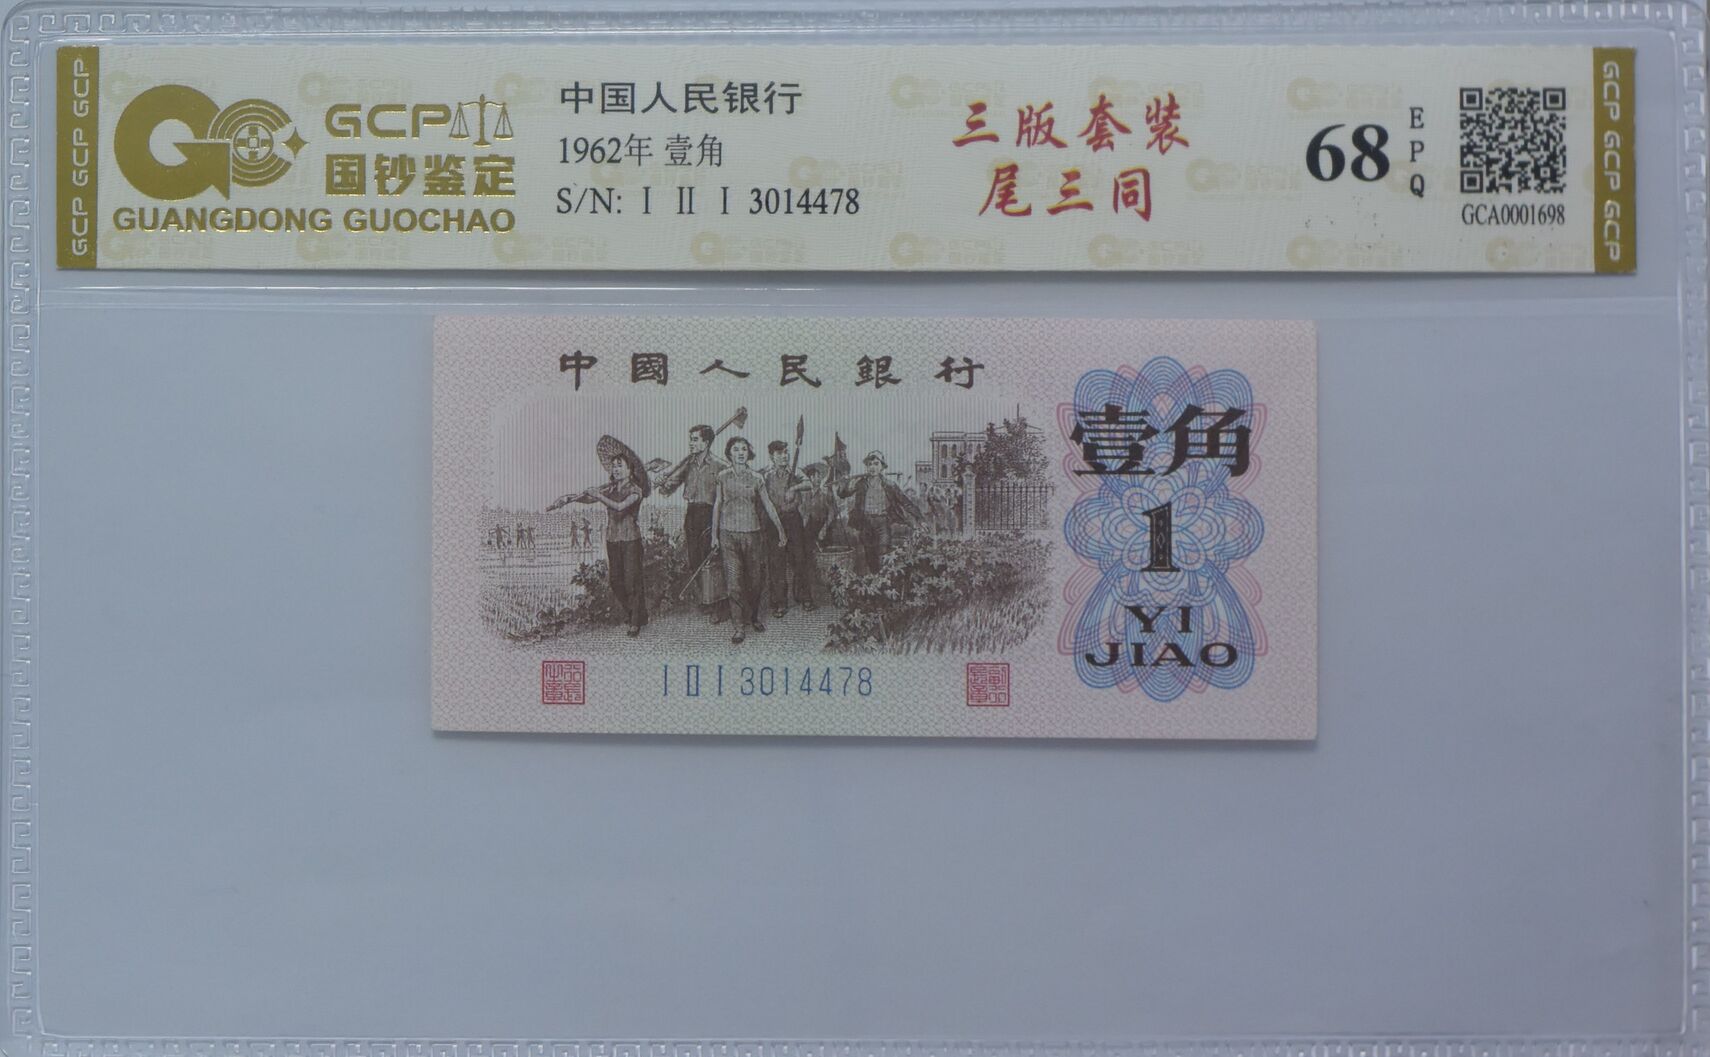 GCP GCP GCP
GCP
国钞鉴定
GUANGDONG GUOCHAO
中国人民银行
1962年 壹角
S/N: Ⅰ Ⅱ Ⅰ 3014478
三版套装
尾三同
68
EPQ
GCA0001698
GCP GCP GCP
中國人民銀行
壹角
1
YI
JIAO
Ⅰ Ⅱ Ⅰ 3014478